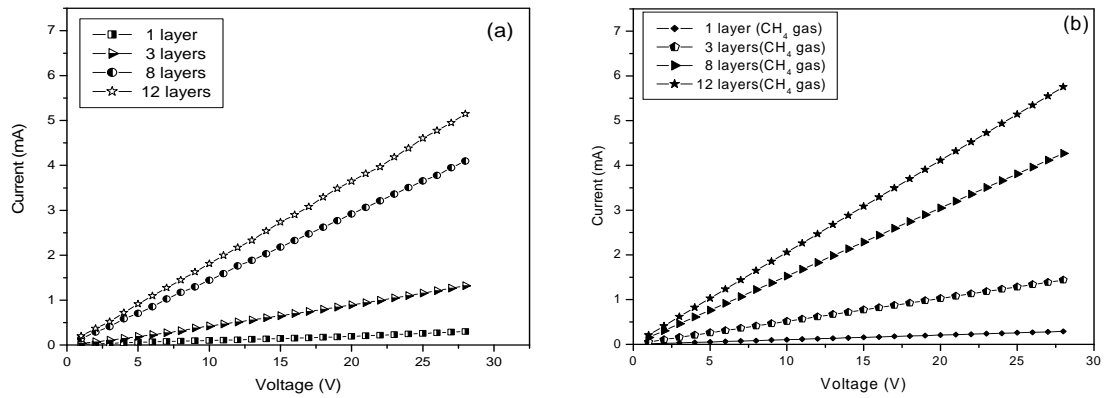 (a)
1 layer
3 layers
8 layers
12 layers
Current (mA)
7
6
5
4
3
2
1
0
0 5 10 15 20 25 30
Voltage (V)
(b)
1 layer (CH₄ gas)
3 layers(CH₄ gas)
8 layers(CH₄ gas)
12 layers(CH₄ gas)
Current (mA)
7
6
5
4
3
2
1
0
0 5 10 15 20 25 30
Voltage (V)